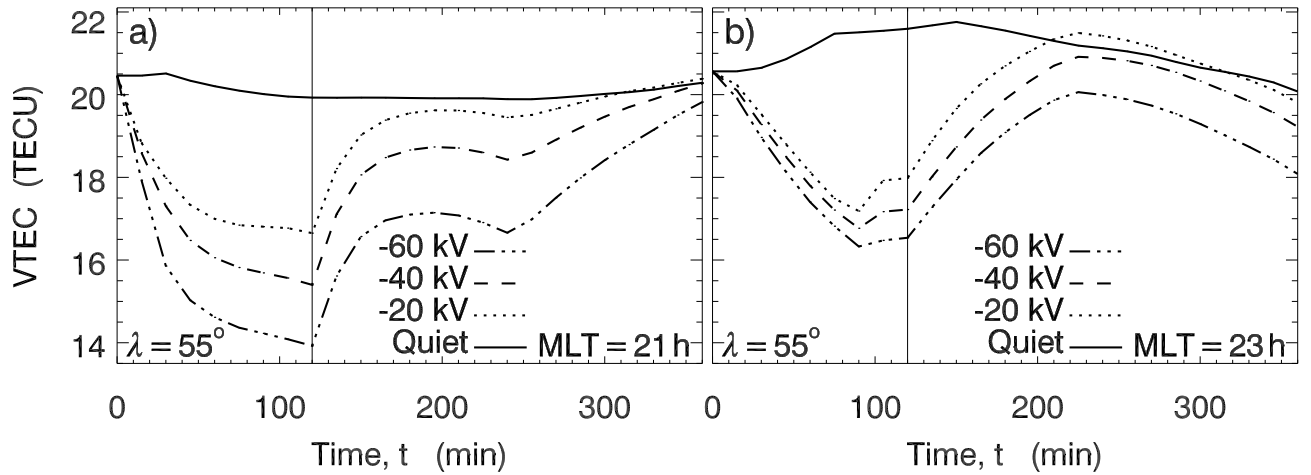 VTEC (TECU)
22
20
18
16
14
a)
-60 kV
-40 kV
-20 kV
Quiet
λ = 55°
MLT = 21 h
0 100 200 300
Time, t (min)
b)
-60 kV
-40 kV
-20 kV
Quiet
λ = 55°
MLT = 23 h
0 100 200 300
Time, t (min)